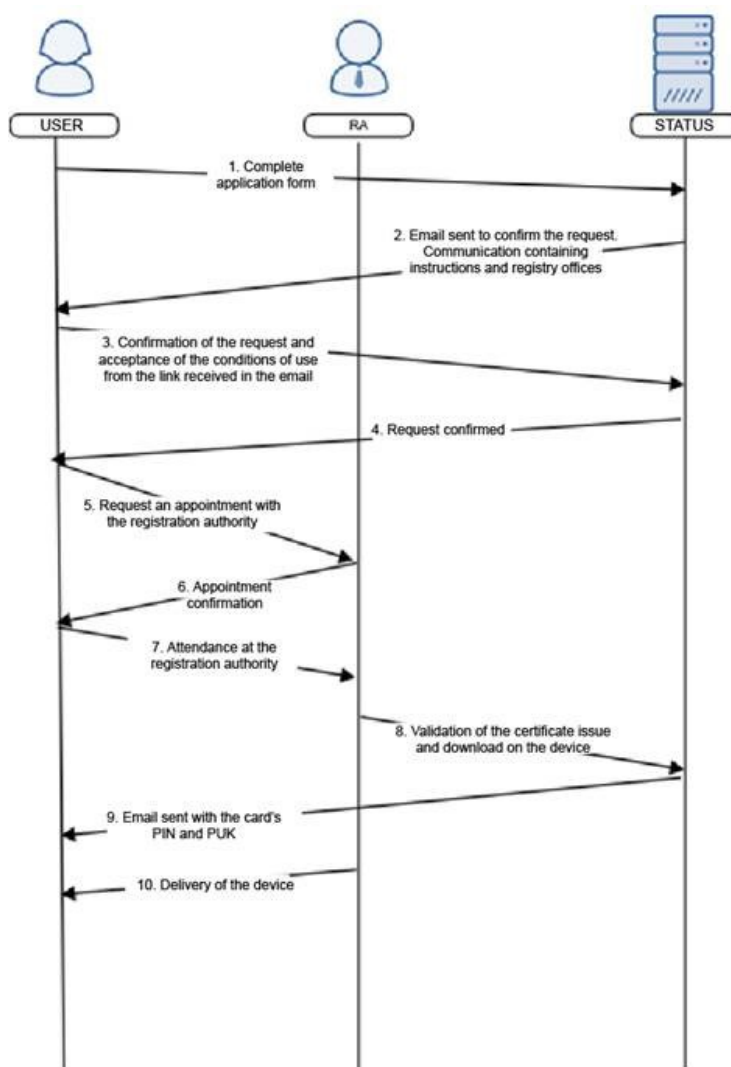 USER
RA
STATUS
1. Complete
application form
2. Email sent to confirm the request.
Communication containing
instructions and registry offices
3. Confirmation of the request and
acceptance of the conditions of use
from the link received in the email
4. Request confirmed
5. Request an appointment with
the registration authority
6. Appointment
confirmation
7. Attendance at the
registration authority
8. Validation of the certificate issue
and download on the device
9. Email sent with the card's
PIN and PUK
10. Delivery of the device